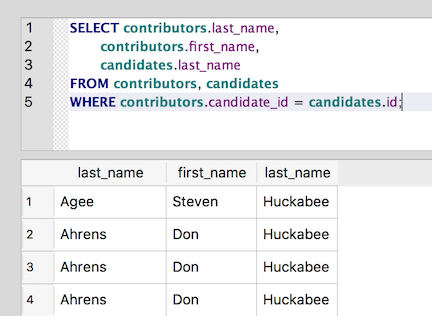 1 SELECT contributors.last_name,
2 contributors.first_name,
3 candidates.last_name
4 FROM contributors, candidates
5 WHERE contributors.candidate_id = candidates.id;
last_name first_name last_name
1 Agee Steven Huckabee
2 Ahrens Don Huckabee
3 Ahrens Don Huckabee
4 Ahrens Don Huckabee